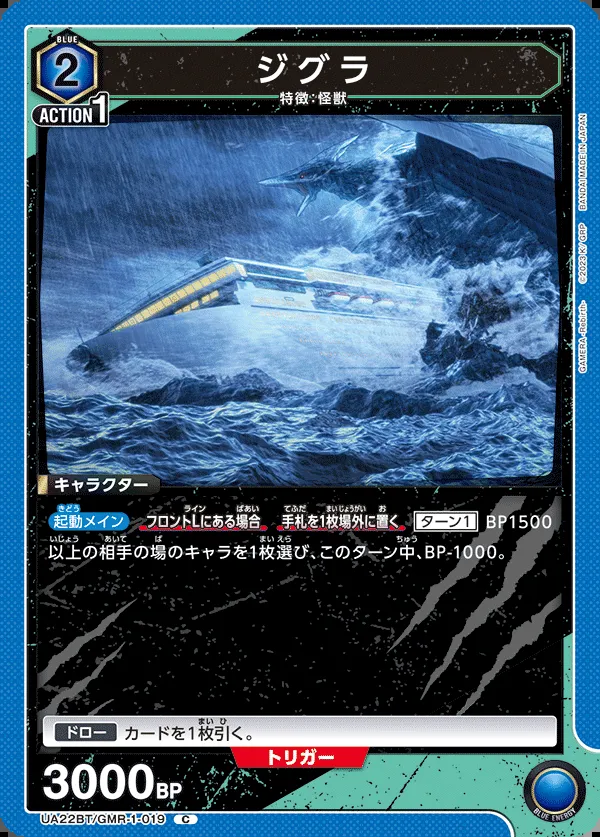 BLUE
2
ACTION 1
ジグラ
特徴:怪獣
GAMERA -Rebirth- ©2023 K/ GRP BANDAI MADE IN JAPAN
キャラクター
起動メイン フロントLにある場合 手札を1枚場外に置く ターン1 BP1500
以上の相手の場のキャラを1枚選び、このターン中、BP-1000。
ドロー カードを1枚引く。
トリガー
3000BP
BLUE ENERGY
UA22BT/GMR-1-019 C